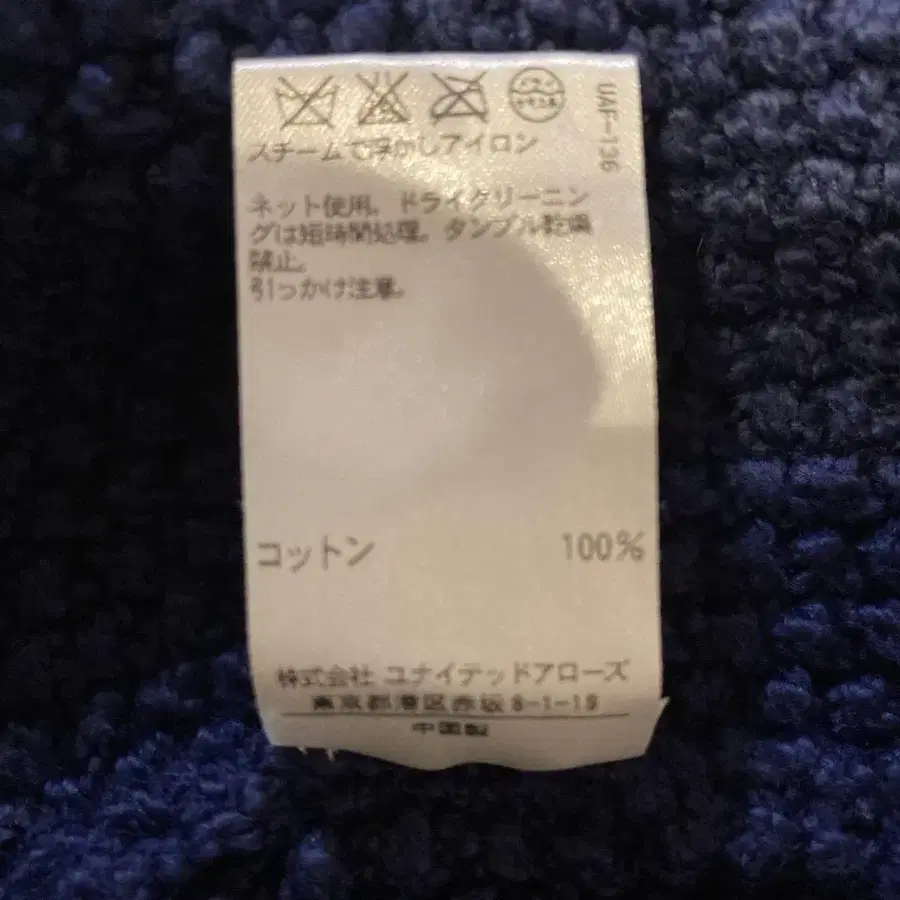 UAF-136
スチームで浮かしアイロン
ネット使用。ドライクリーニン
グは短時間処理。タンブル乾燥
禁止。
引っかけ注意。
コットン 100%
株式会社 ユナイテッドアローズ
東京都港区赤坂8-1-19
中国製